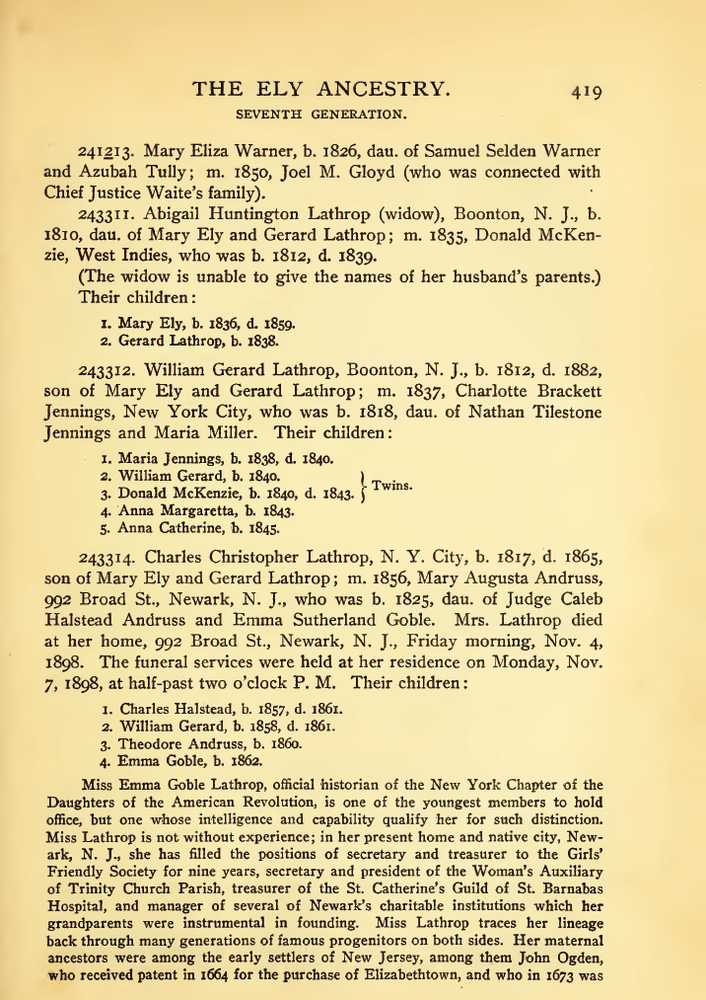 THE ELY ANCESTRY. 419
SEVENTH GENERATION.
241213. Mary Eliza Warner, b. 1826, dau. of Samuel Selden Warner
and Azubah Tully; m. 1850, Joel M. Gloyd (who was connected with
Chief Justice Waite's family).
243311. Abigail Huntington Lathrop (widow), Boonton, N. J., b.
1810, dau. of Mary Ely and Gerard Lathrop; m. 1835, Donald McKen-
zie, West Indies, who was b. 1812, d. 1839.
(The widow is unable to give the names of her husband's parents.)
Their children:
1. Mary Ely, b. 1836, d. 1859.
2. Gerard Lathrop, b. 1838.
243312. William Gerard Lathrop, Boonton, N. J., b. 1812, d. 1882,
son of Mary Ely and Gerard Lathrop; m. 1837, Charlotte Brackett
Jennings, New York City, who was b. 1818, dau. of Nathan Tilestone
Jennings and Maria Miller. Their children:
1. Maria Jennings, b. 1838, d. 1840.
2. William Gerard, b. 1840.
3. Donald McKenzie, b. 1840, d. 1843. } Twins.
4. Anna Margaretta, b. 1843.
5. Anna Catherine, b. 1845.
243314. Charles Christopher Lathrop, N. Y. City, b. 1817, d. 1865,
son of Mary Ely and Gerard Lathrop; m. 1856, Mary Augusta Andruss,
992 Broad St., Newark, N. J., who was b. 1825, dau. of Judge Caleb
Halstead Andruss and Emma Sutherland Goble. Mrs. Lathrop died
at her home, 992 Broad St., Newark, N. J., Friday morning, Nov. 4,
1898. The funeral services were held at her residence on Monday, Nov.
7, 1898, at half-past two o'clock P. M. Their children:
1. Charles Halstead, b. 1857, d. 1861.
2. William Gerard, b. 1858, d. 1861.
3. Theodore Andruss, b. 1860.
4. Emma Goble, b. 1862.
Miss Emma Goble Lathrop, official historian of the New York Chapter of the
Daughters of the American Revolution, is one of the youngest members to hold
office, but one whose intelligence and capability qualify her for such distinction.
Miss Lathrop is not without experience; in her present home and native city, New-
ark, N. J., she has filled the positions of secretary and treasurer to the Girls'
Friendly Society for nine years, secretary and president of the Woman's Auxiliary
of Trinity Church Parish, treasurer of the St. Catherine's Guild of St. Barnabas
Hospital, and manager of several of Newark's charitable institutions which her
grandparents were instrumental in founding. Miss Lathrop traces her lineage
back through many generations of famous progenitors on both sides. Her maternal
ancestors were among the early settlers of New Jersey, among them John Ogden,
who received patent in 1664 for the purchase of Elizabethtown, and who in 1673 was